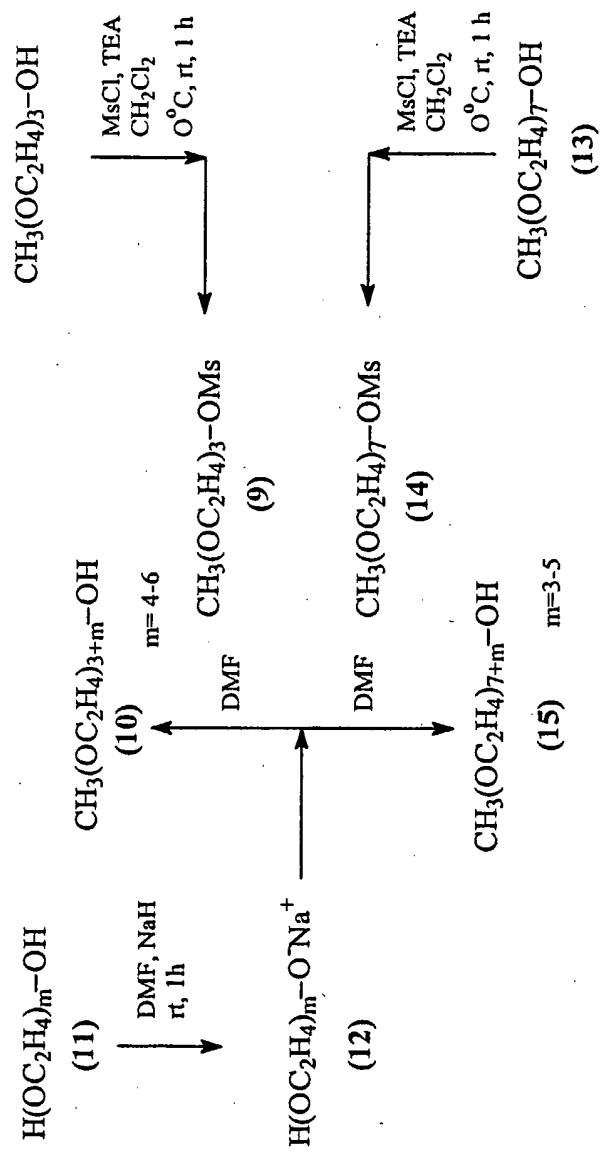 H(OC₂H₄)ₘ–OH
(11)
DMF, NaH
rt, 1h
H(OC₂H₄)ₘ–O⁻Na⁺
(12)
CH₃(OC₂H₄)₃₊ₘ–OH
(10)
m= 4-6
DMF
DMF
CH₃(OC₂H₄)₇₊ₘ–OH
(15)
m=3-5
CH₃(OC₂H₄)₃–OMs
(9)
CH₃(OC₂H₄)₇–OMs
(14)
CH₃(OC₂H₄)₃–OH
MsCl, TEA
CH₂Cl₂
O°C, rt, 1 h
MsCl, TEA
CH₂Cl₂
O°C, rt, 1 h
CH₃(OC₂H₄)₇–OH
(13)